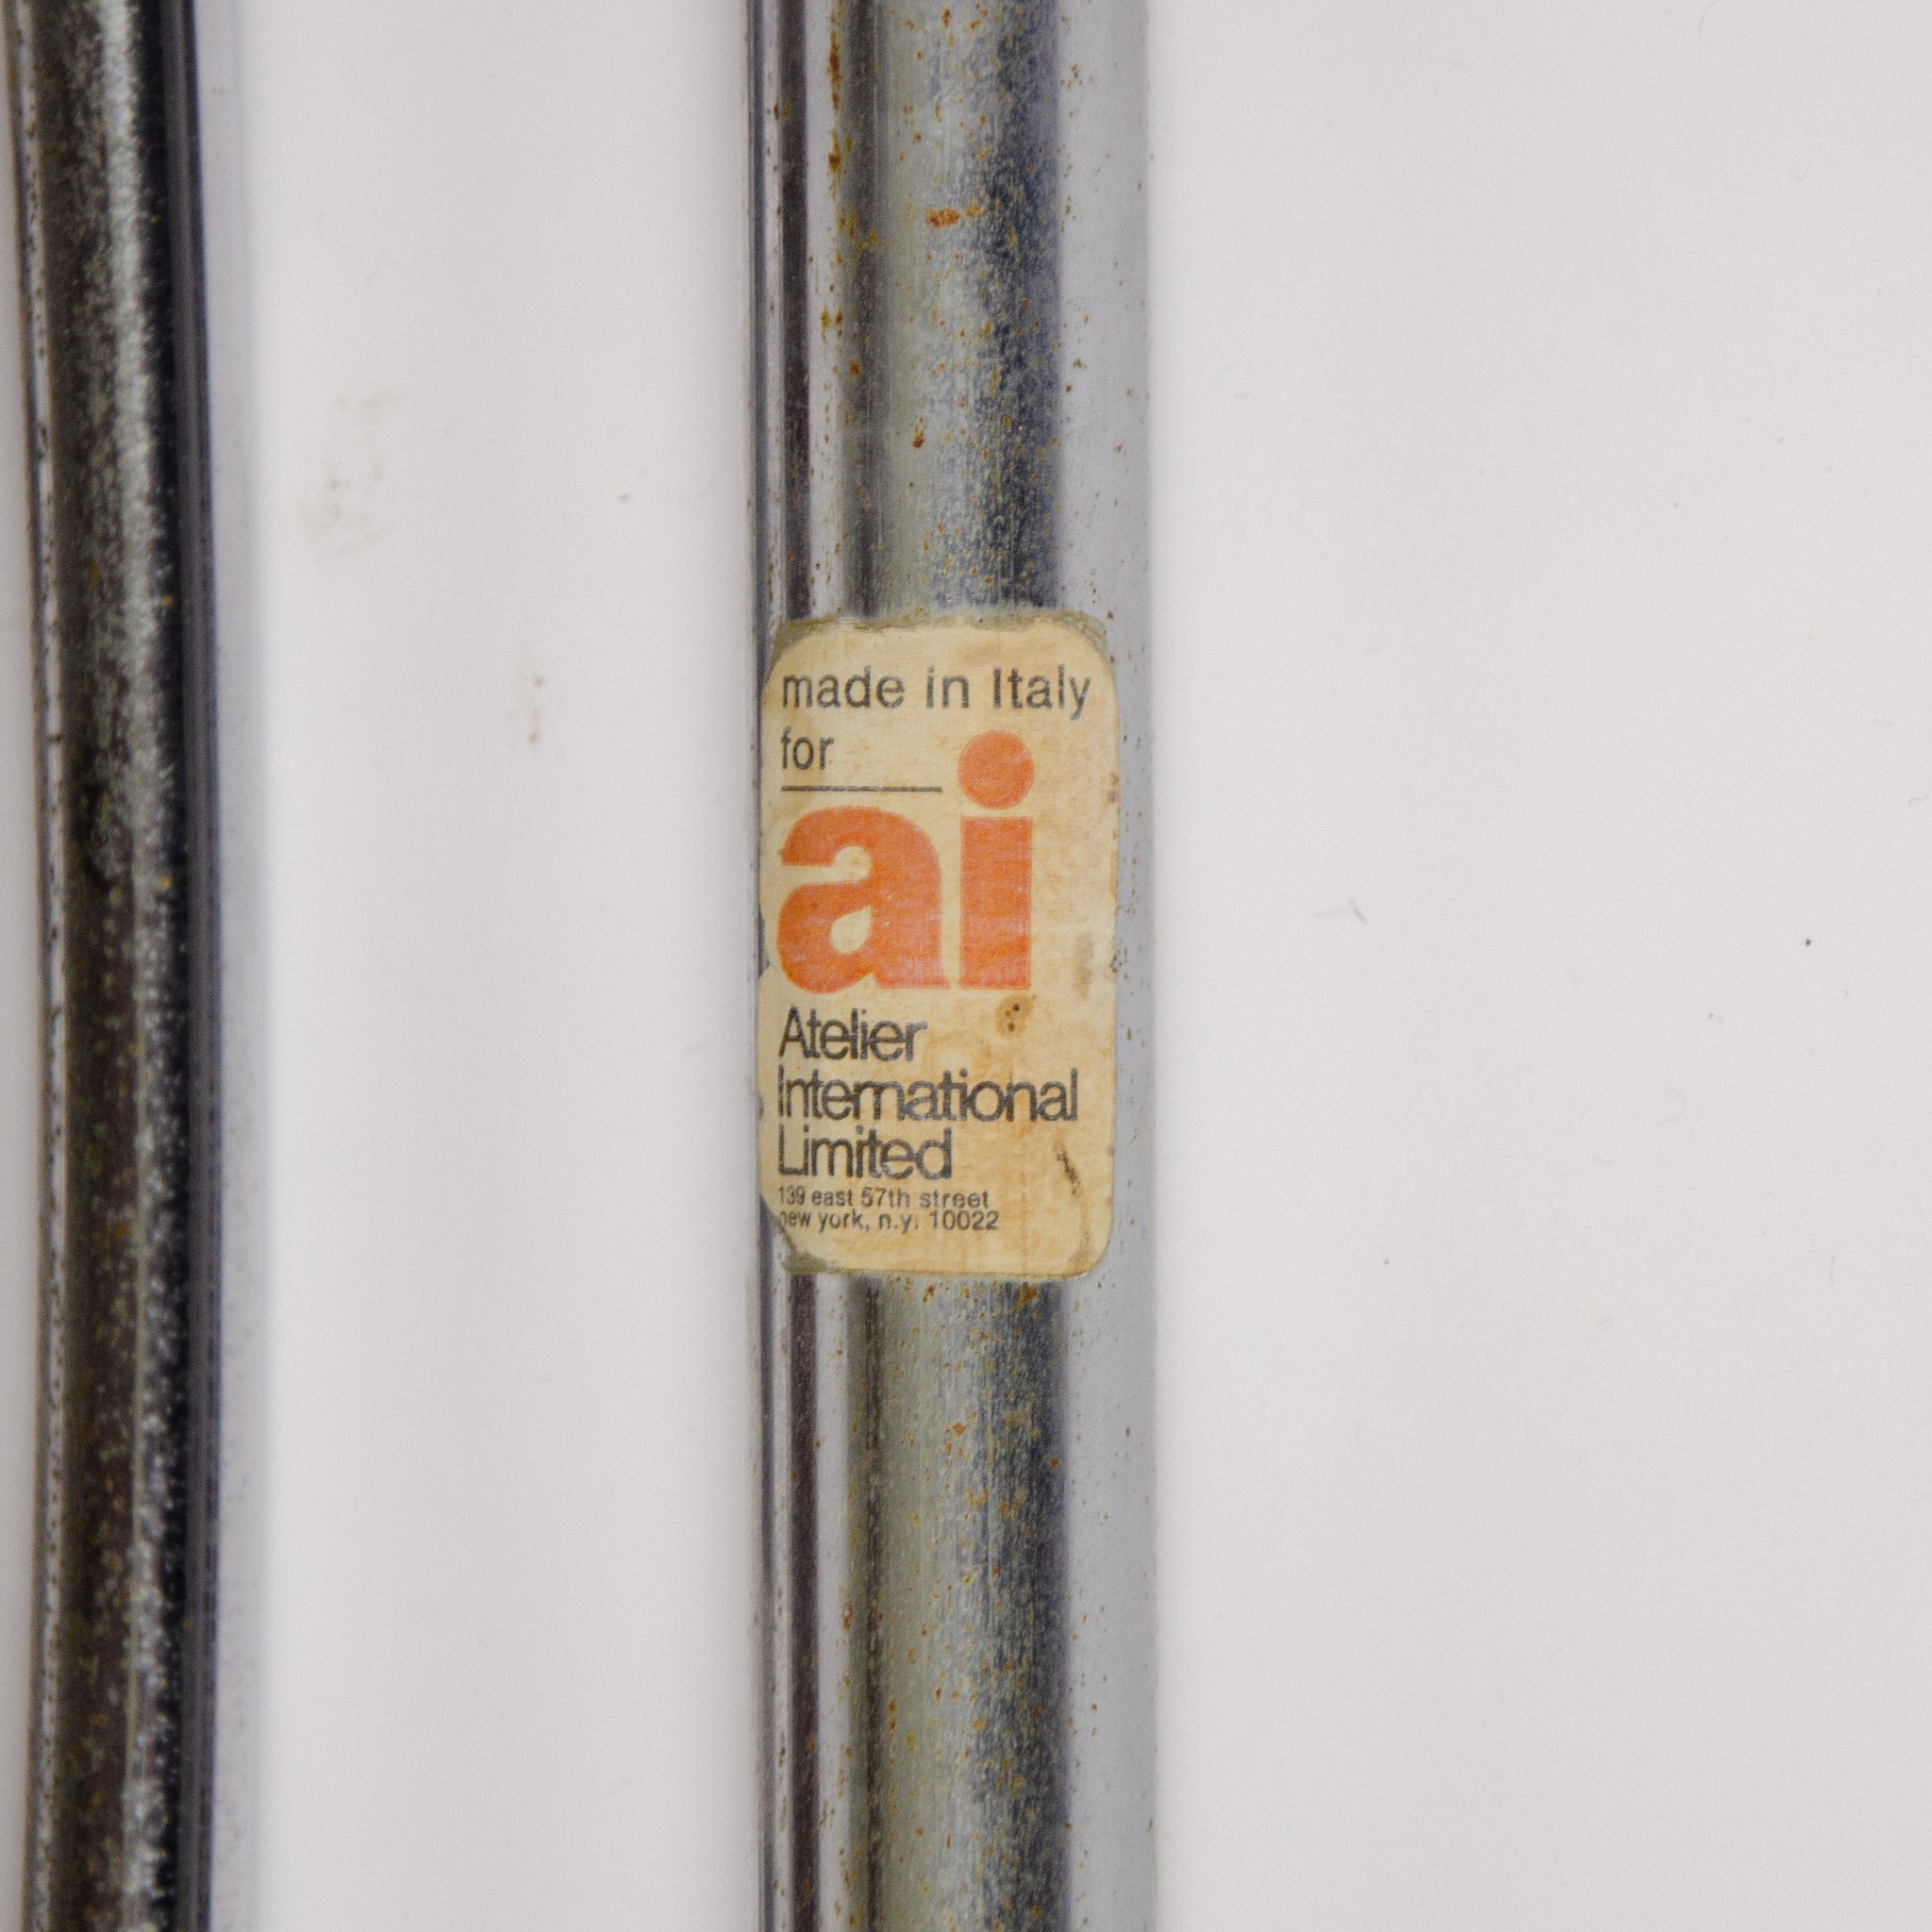 made in Italy
for
ai
Atelier
International
Limited
139 east 57th street
new york, n.y. 10022